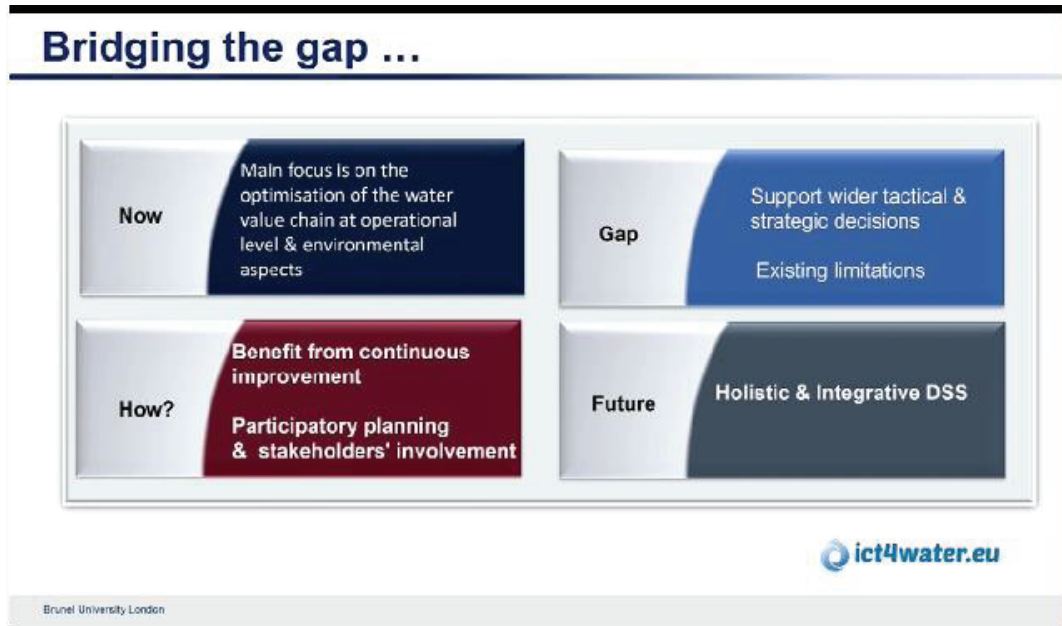 Bridging the gap ...
Now
Main focus is on the
optimisation of the water
value chain at operational
level & environmental
aspects
Gap
Support wider tactical &
strategic decisions
Existing limitations
How?
Benefit from continuous
improvement
Participatory planning
& stakeholders' involvement
Future
Holistic & Integrative DSS
ict4water.eu
Brunel University London